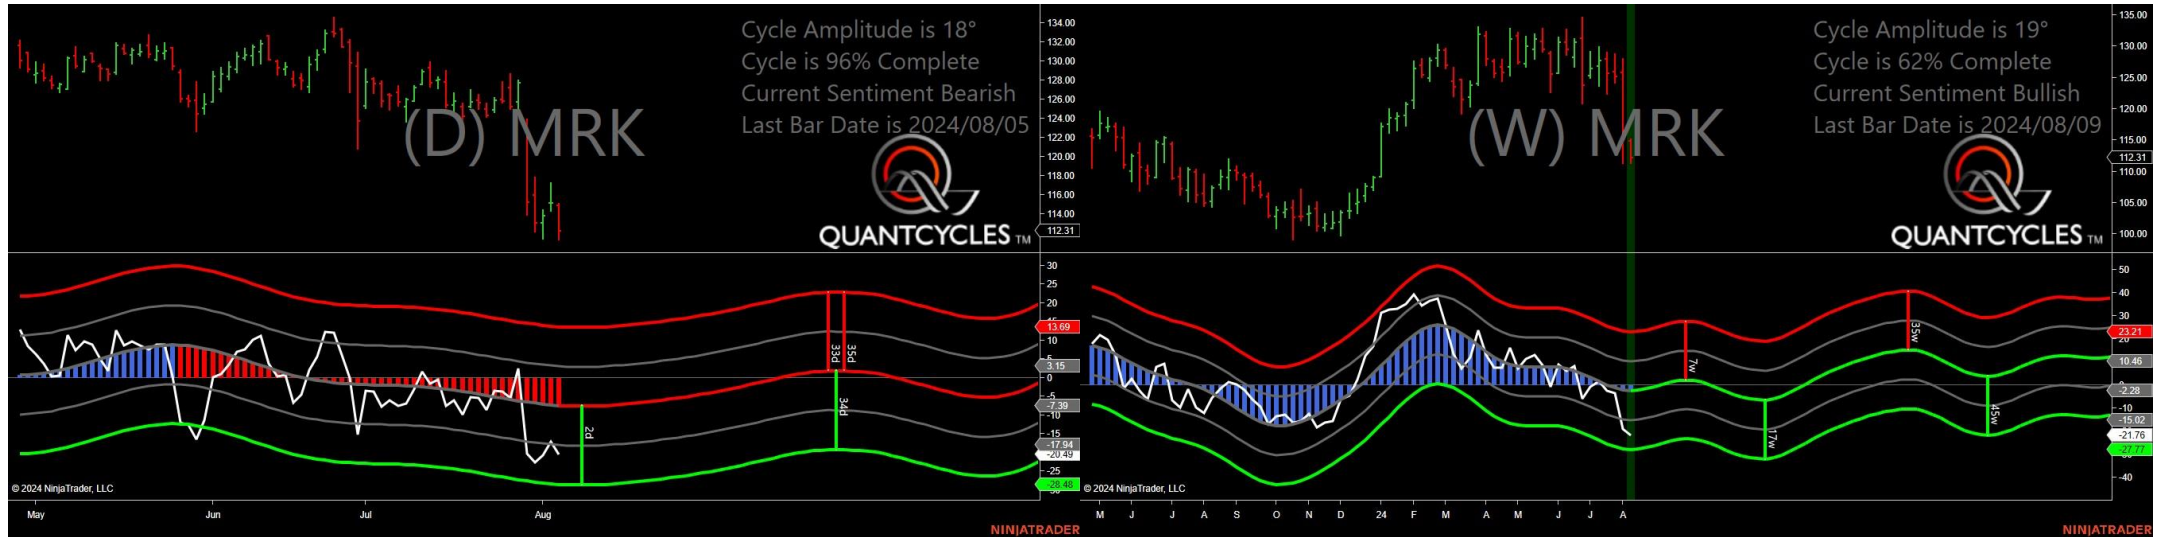 Cycle Amplitude is 18°
Cycle is 96% Complete
Current Sentiment Bearish
Last Bar Date is 2024/08/05
(D) MRK
QUANTCYCLES TM
134.00
132.00
130.00
128.00
126.00
124.00
122.00
120.00
118.00
116.00
114.00
112.31
30
25
20
13.69
10
5
3.15
0
-5
-7.39
-10
-15
-17.94
-20.49
-25
-28.48
2d
33d
35d
34d
© 2024 NinjaTrader, LLC
May Jun Jul Aug
NINJATRADER
Cycle Amplitude is 19°
Cycle is 62% Complete
Current Sentiment Bullish
Last Bar Date is 2024/08/09
(W) MRK
QUANTCYCLES TM
135.00
130.00
125.00
120.00
115.00
112.31
110.00
105.00
100.00
50
40
30
23.21
20
10.46
0
-2.28
-10
-15.02
-21.76
-27.77
-40
7w
17w
35w
45w
© 2024 NinjaTrader, LLC
M J J A S O N D 24 F M A M J J A
NINJATRADER